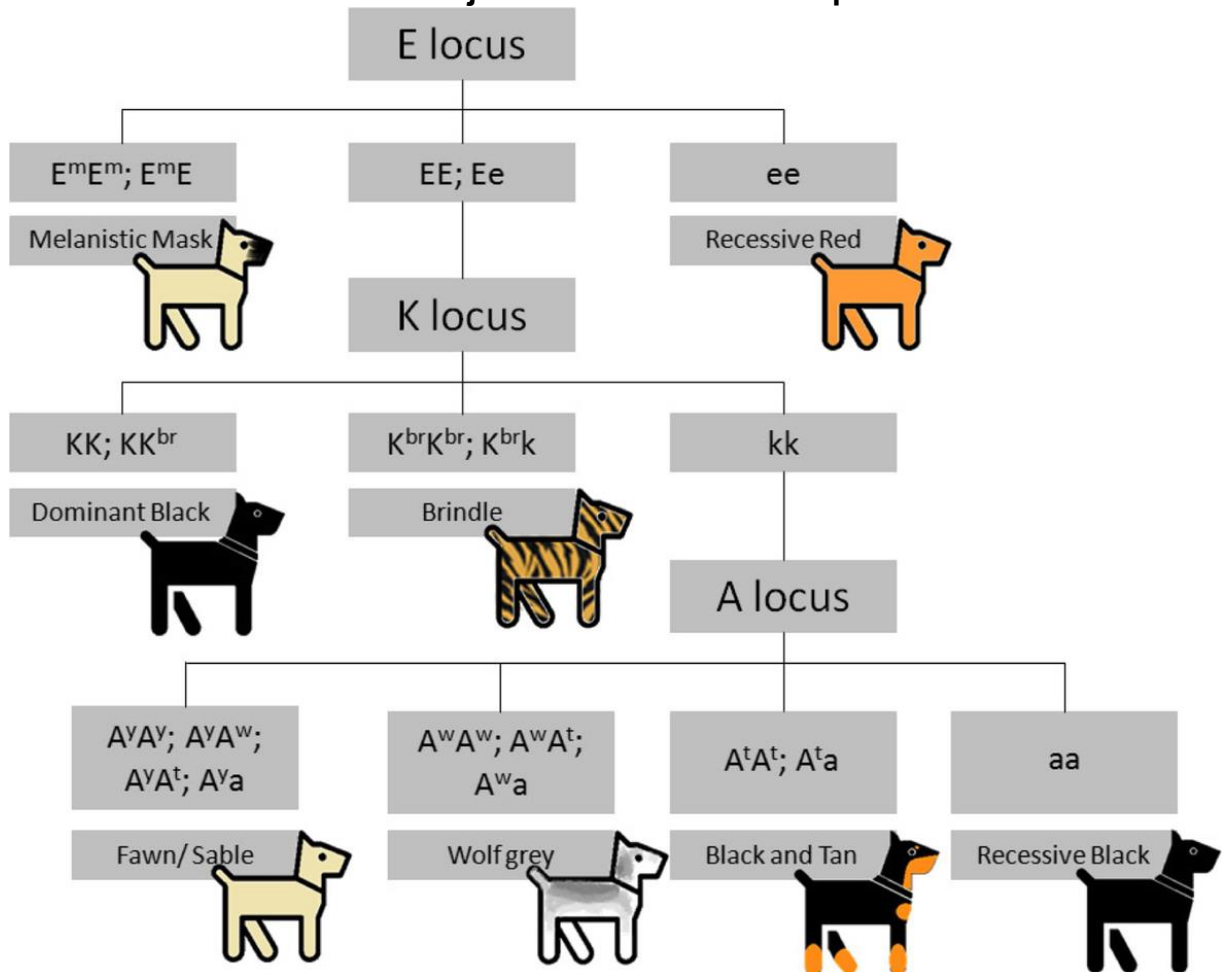 E locus
EᵐEᵐ; EᵐE
EE; Ee
ee
Melanistic Mask
Recessive Red
K locus
KK; KKᵇʳ
KᵇʳKᵇʳ; Kᵇʳk
kk
Dominant Black
Brindle
A locus
AʸAʸ; AʸAʷ;
AʸAᵗ; Aʸa
AʷAʷ; AʷAᵗ;
Aʷa
AᵗAᵗ; Aᵗa
aa
Fawn/ Sable
Wolf grey
Black and Tan
Recessive Black